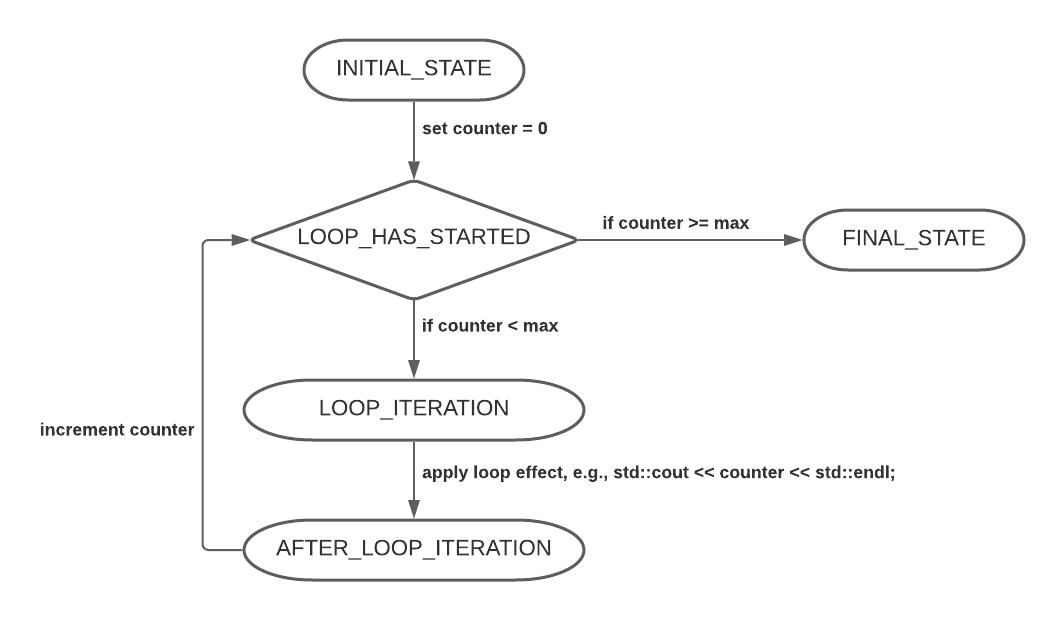 INITIAL_STATE
set counter = 0
LOOP_HAS_STARTED
if counter >= max
FINAL_STATE
if counter < max
LOOP_ITERATION
increment counter
apply loop effect, e.g., std::cout << counter << std::endl;
AFTER_LOOP_ITERATION